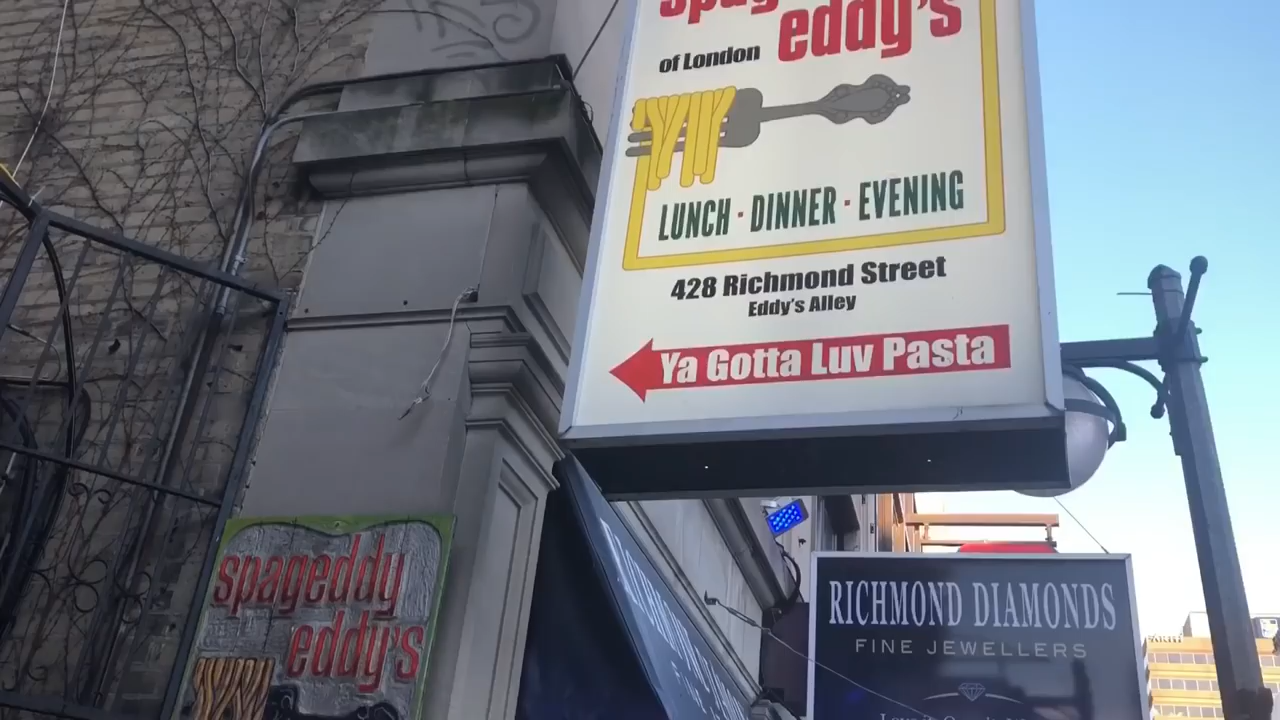 eddy's
of London
LUNCH · DINNER · EVENING
428 Richmond Street
Eddy's Alley
Ya Gotta Luv Pasta
spageddy
eddy's
RICHMOND DIAMONDS
FINE JEWELLERS